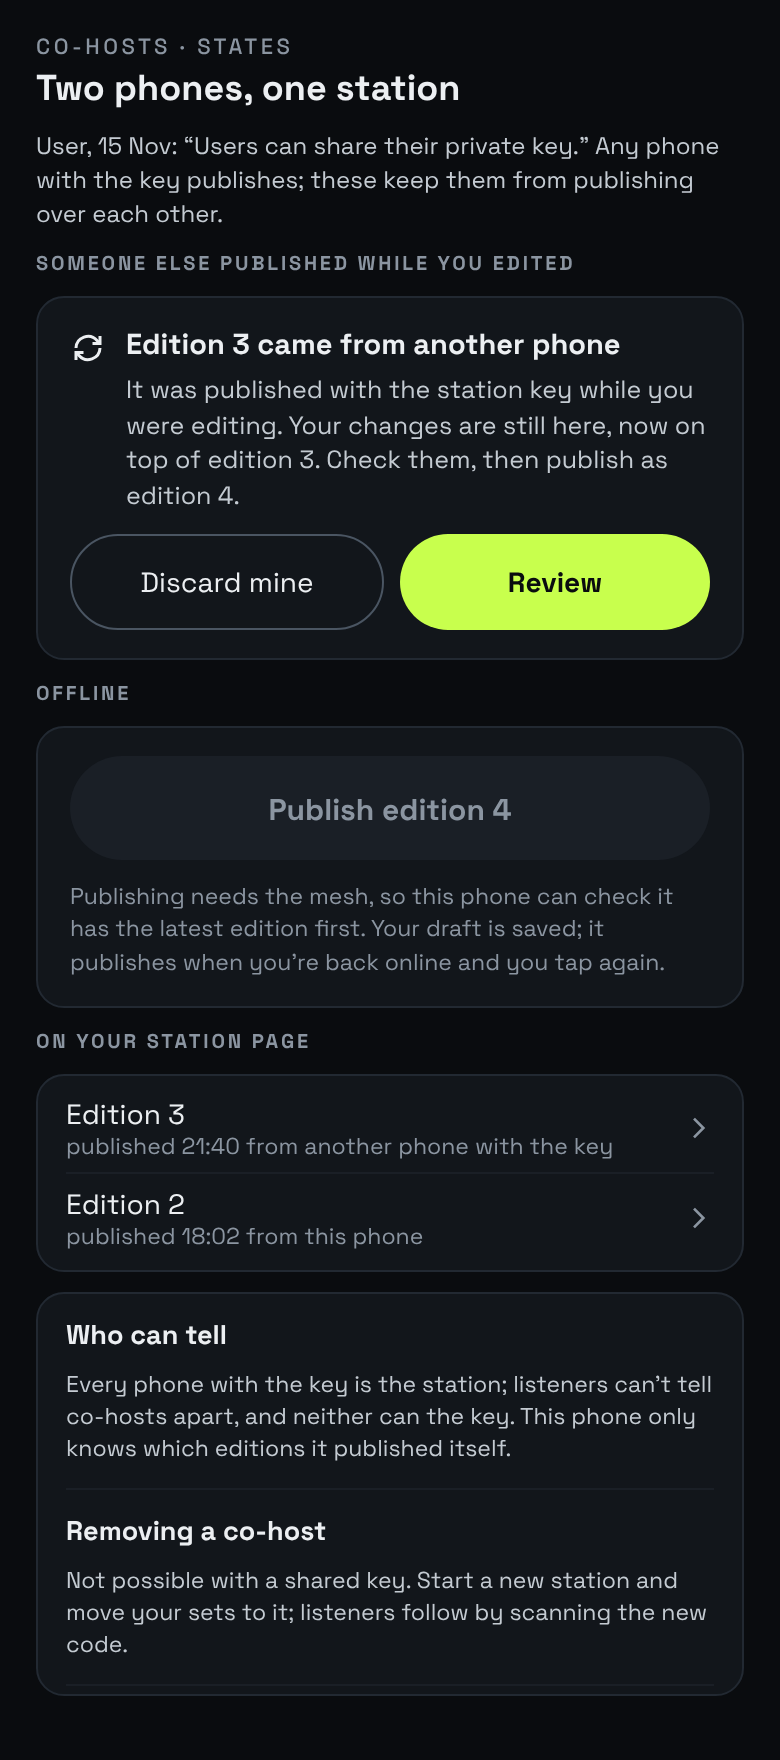 CO-HOSTS · STATES
Two phones, one station
User, 15 Nov: “Users can share their private key.” Any phone
with the key publishes; these keep them from publishing
over each other.
SOMEONE ELSE PUBLISHED WHILE YOU EDITED
Edition 3 came from another phone
It was published with the station key while you
were editing. Your changes are still here, now on
top of edition 3. Check them, then publish as
edition 4.
Discard mine
Review
OFFLINE
Publish edition 4
Publishing needs the mesh, so this phone can check it
has the latest edition first. Your draft is saved; it
publishes when you’re back online and you tap again.
ON YOUR STATION PAGE
Edition 3
published 21:40 from another phone with the key
Edition 2
published 18:02 from this phone
Who can tell
Every phone with the key is the station; listeners can’t tell
co-hosts apart, and neither can the key. This phone only
knows which editions it published itself.
Removing a co-host
Not possible with a shared key. Start a new station and
move your sets to it; listeners follow by scanning the new
code.